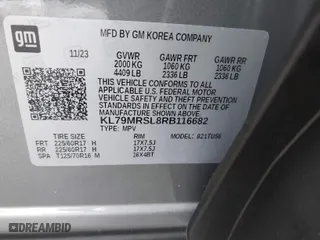 gm
MFD BY GM KOREA COMPANY
11/23
GVWR GAWR FRT GAWR RR
2000 KG 1060 KG 1060 KG
4409 LB 2336 LB 2336 LB
THIS VEHICLE CONFORMS TO ALL
APPLICABLE U.S. FEDERAL MOTOR
VEHICLE SAFETY, BUMPER, AND
THEFT PREVENTION STANDARDS
IN EFFECT ON THE DATE OF
MANUFACTURE SHOWN ABOVE.
KL79MRSL8RB116682
TYPE: MPV MODEL:
TIRE SIZE RIM
FRT 225/60R17 H 17X7.5J
RR 225/60R17 H 17X7.5J
SPA T125/70R16 M 16X4BT
DEALERSHIP.COM